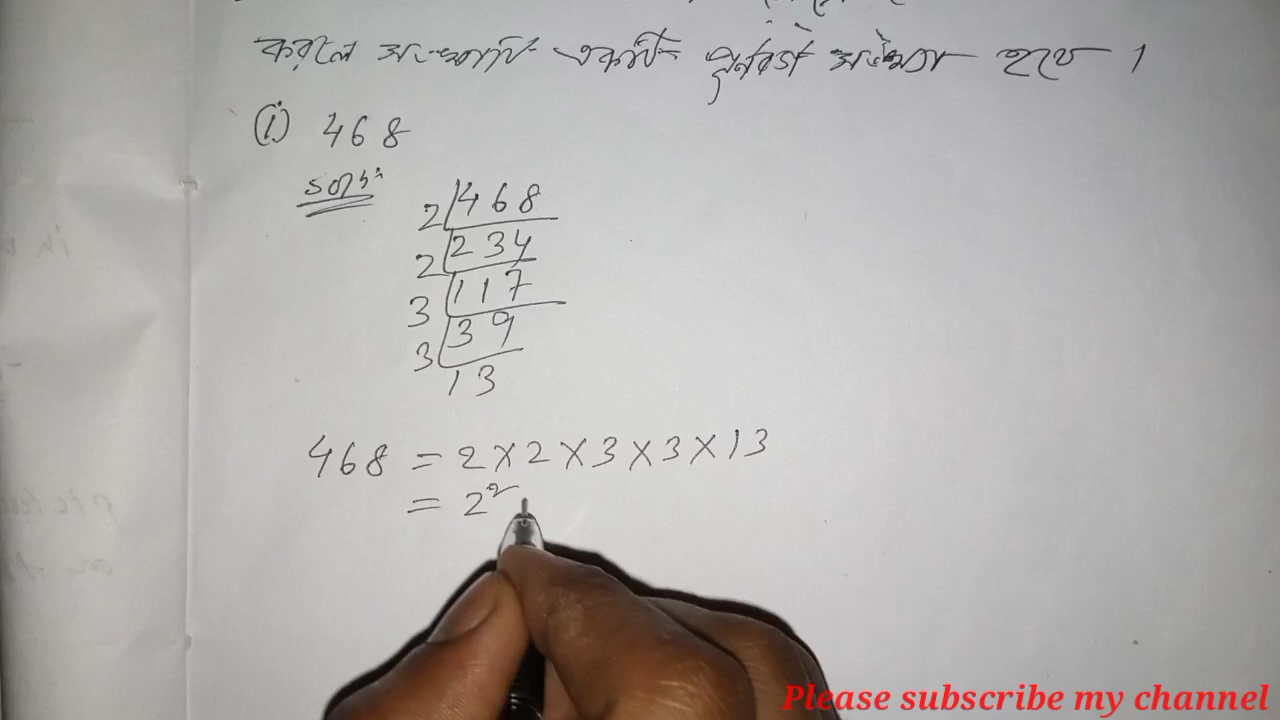 করলে সংখ্যাটি একটি পূর্ণবর্গ সংখ্যা হবে।
(i) 468
Soln:
2 | 468
2 | 234
3 | 117
3 | 39
13
468 = 2 × 2 × 3 × 3 × 13
= 2²
Please subscribe my channel